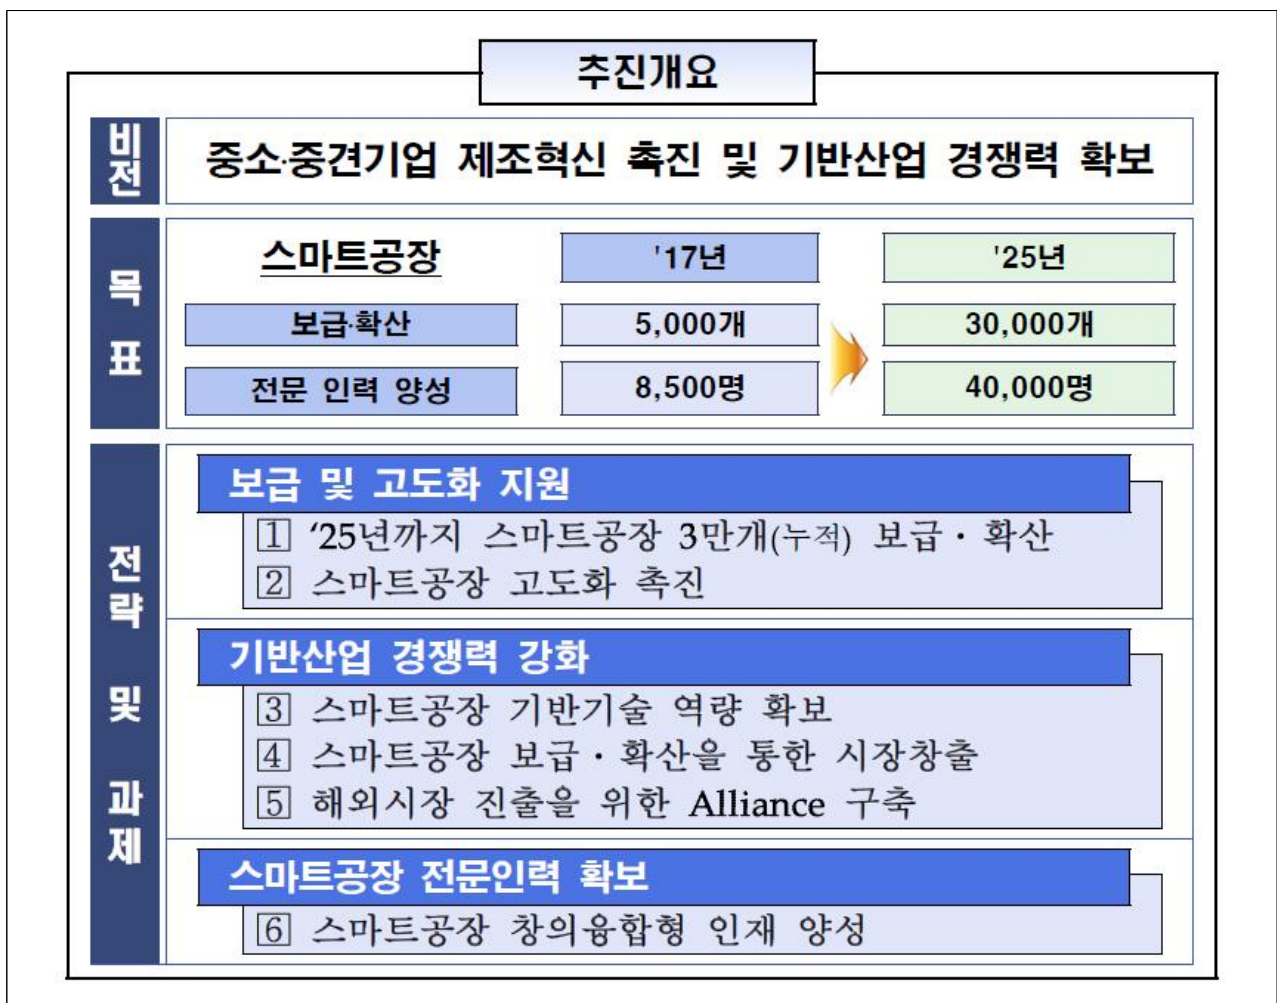 추진개요
비전
중소·중견기업 제조혁신 촉진 및 기반산업 경쟁력 확보
목표
스마트공장 '17년 '25년
보급·확산 5,000개 30,000개
전문 인력 양성 8,500명 40,000명
전략 및 과제
보급 및 고도화 지원
1 ‘25년까지 스마트공장 3만개(누적) 보급·확산
2 스마트공장 고도화 촉진
기반산업 경쟁력 강화
3 스마트공장 기반기술 역량 확보
4 스마트공장 보급·확산을 통한 시장창출
5 해외시장 진출을 위한 Alliance 구축
스마트공장 전문인력 확보
6 스마트공장 창의융합형 인재 양성